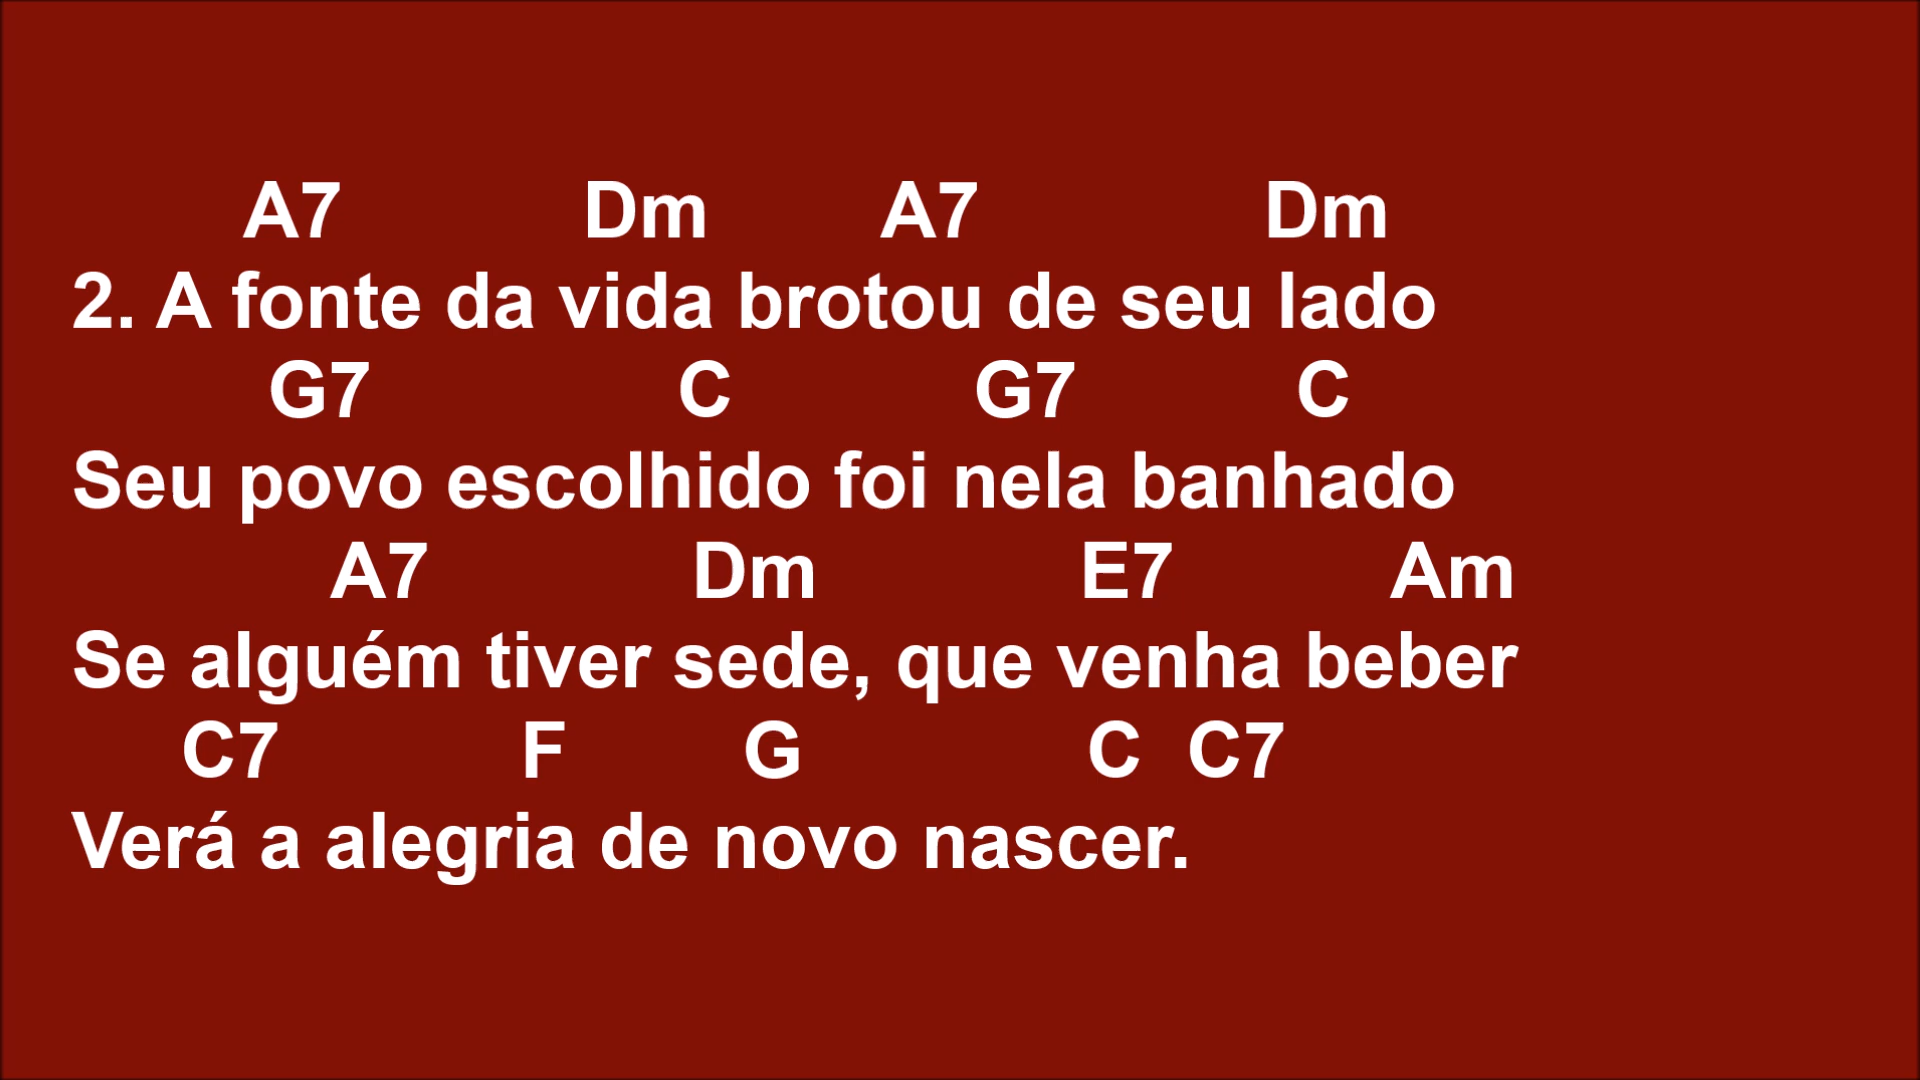 A7 Dm A7 Dm
2. A fonte da vida brotou de seu lado
G7 C G7 C
Seu povo escolhido foi nela banhado
A7 Dm E7 Am
Se alguém tiver sede, que venha beber
C7 F G C C7
Verá a alegria de novo nascer.